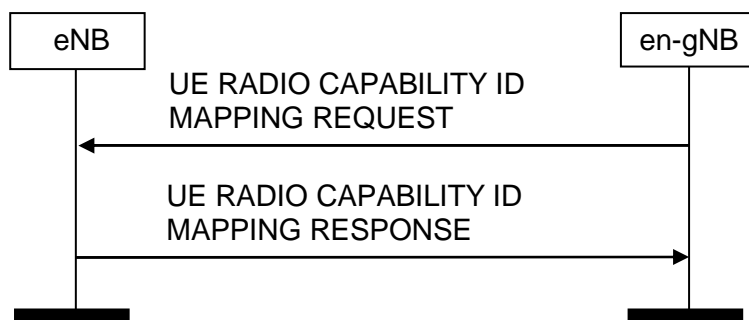 eNB
en-gNB
UE RADIO CAPABILITY ID
MAPPING REQUEST
UE RADIO CAPABILITY ID
MAPPING RESPONSE